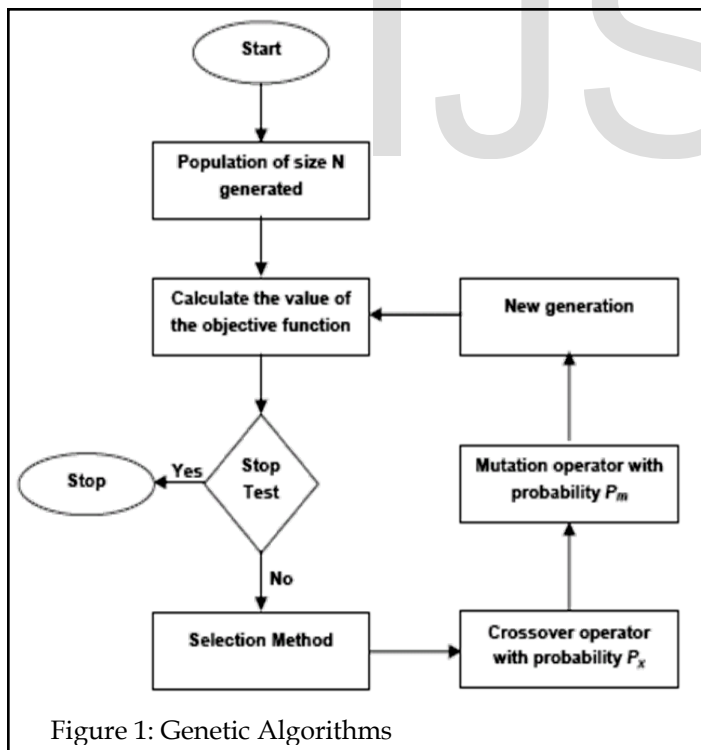 IJS
Start
Population of size N
generated
Calculate the value of
the objective function
New generation
Stop
Test
Yes
Stop
No
Mutation operator with
probability Pm
Selection Method
Crossover operator
with probability Px
Figure 1: Genetic Algorithms